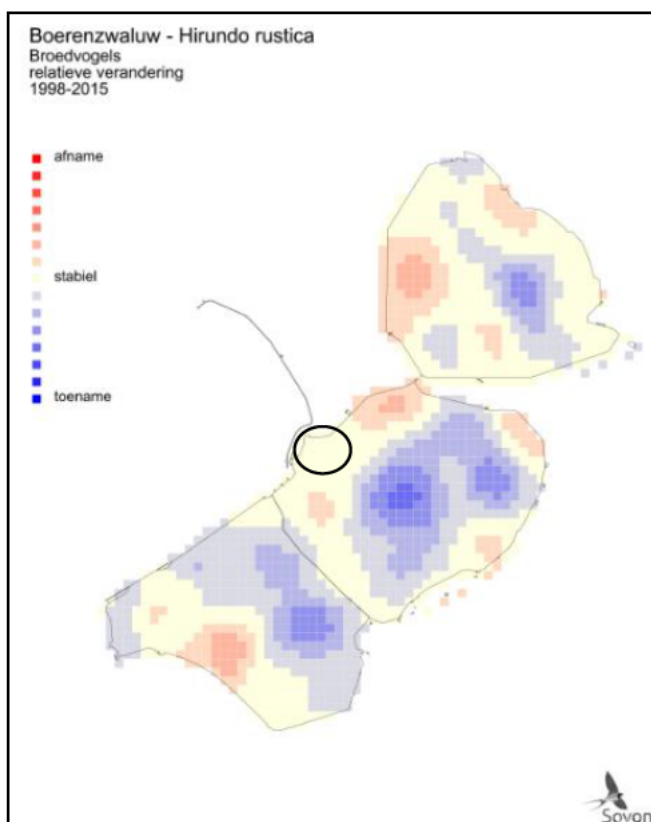 Boerenzwaluw - Hirundo rustica
Broedvogels
relatieve verandering
1998-2015
afname
stabiel
toename
Sovon